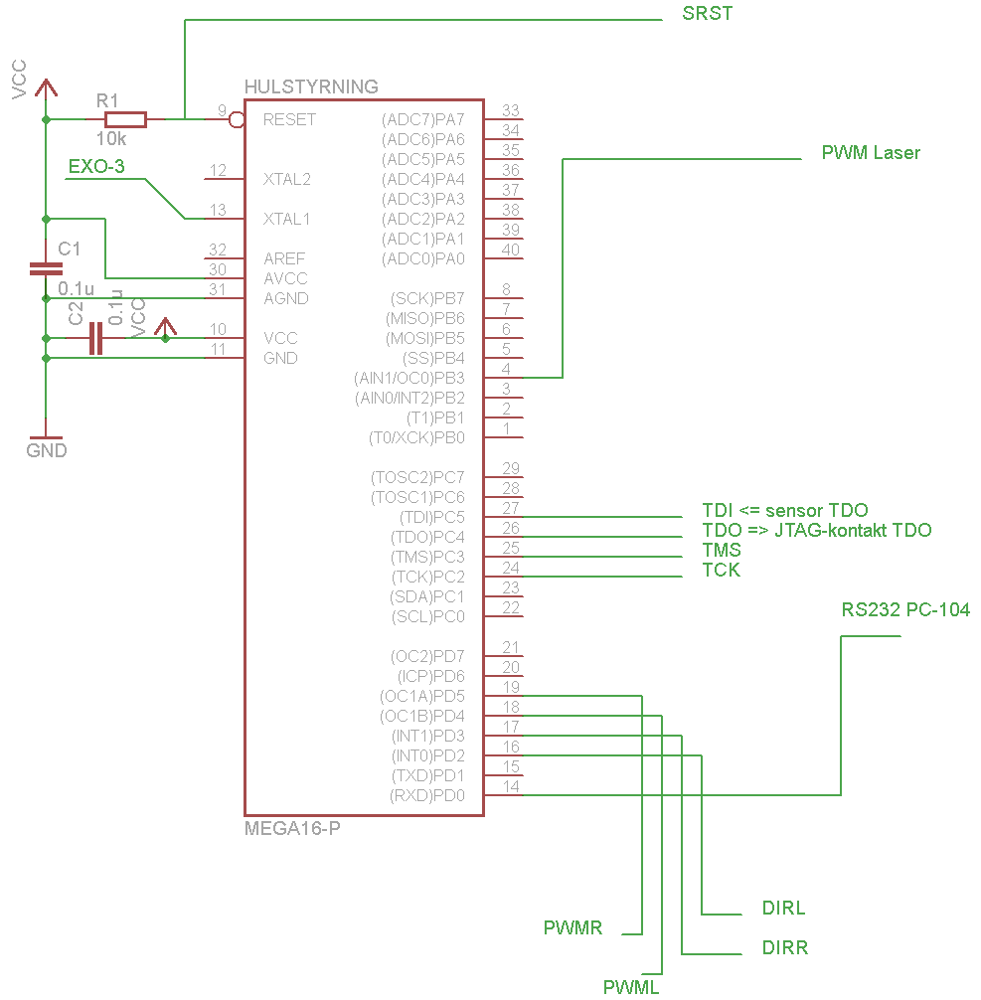 SRST
VCC
HULSTYRNING
R1
10k
9
RESET
(ADC7)PA7
33
(ADC6)PA6
34
(ADC5)PA5
35
PWM Laser
EXO-3
12
XTAL2
(ADC4)PA4
36
(ADC3)PA3
37
13
XTAL1
(ADC2)PA2
38
(ADC1)PA1
39
32
AREF
(ADC0)PA0
40
C1
0.1u
30
AVCC
31
AGND
(SCK)PB7
8
(MISO)PB6
7
C2
0.1u
VCC
10
VCC
(MOSI)PB5
6
11
GND
(SS)PB4
5
(AIN1/OC0)PB3
4
(AIN0/INT2)PB2
3
(T1)PB1
2
(T0/XCK)PB0
1
GND
(TOSC2)PC7
29
(TOSC1)PC6
28
(TDI)PC5
27
TDI <= sensor TDO
(TDO)PC4
26
TDO => JTAG-kontakt TDO
(TMS)PC3
25
TMS
(TCK)PC2
24
TCK
(SDA)PC1
23
(SCL)PC0
22
RS232 PC-104
(OC2)PD7
21
(ICP)PD6
20
(OC1A)PD5
19
(OC1B)PD4
18
(INT1)PD3
17
(INT0)PD2
16
(TXD)PD1
15
(RXD)PD0
14
MEGA16-P
DIRL
PWMR
DIRR
PWML